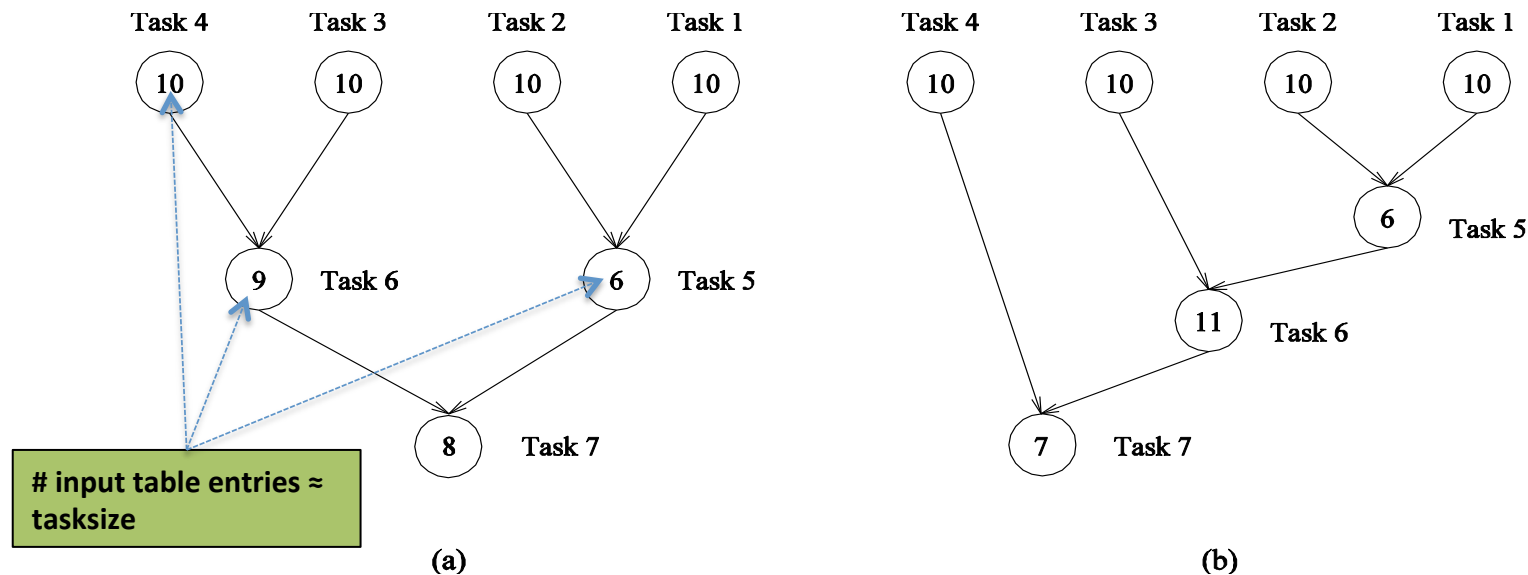 Task 4 Task 3 Task 2 Task 1
10 10 10 10
9 Task 6 6 Task 5
8 Task 7
# input table entries ≈
tasksize
(a)
Task 4 Task 3 Task 2 Task 1
10 10 10 10
6 Task 5
11 Task 6
7 Task 7
(b)